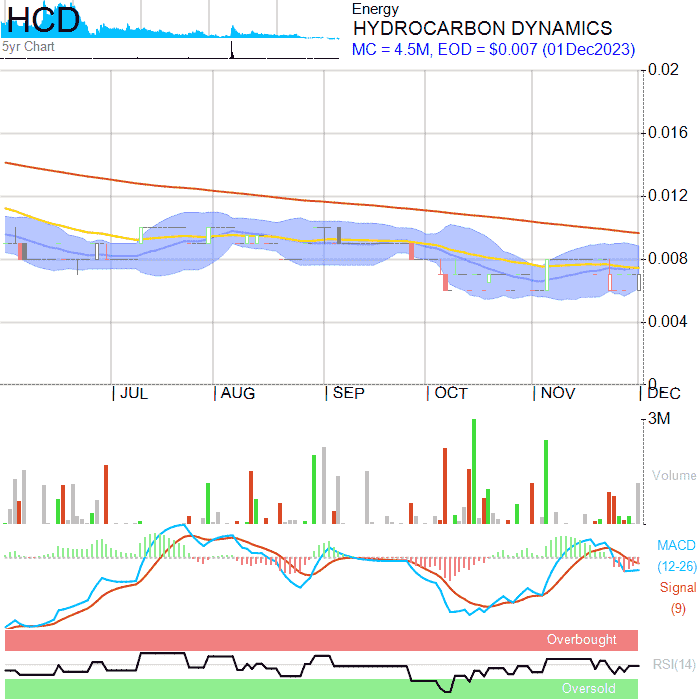 HCD
5yr Chart
Energy
HYDROCARBON DYNAMICS
MC = 4.5M, EOD = $0.007 (01Dec2023)
0.02
0.016
0.012
0.008
0.004
0
JUL AUG SEP OCT NOV DEC
3M
Volume
MACD
(12-26)
Signal
(9)
Overbought
RSI(14)
Oversold